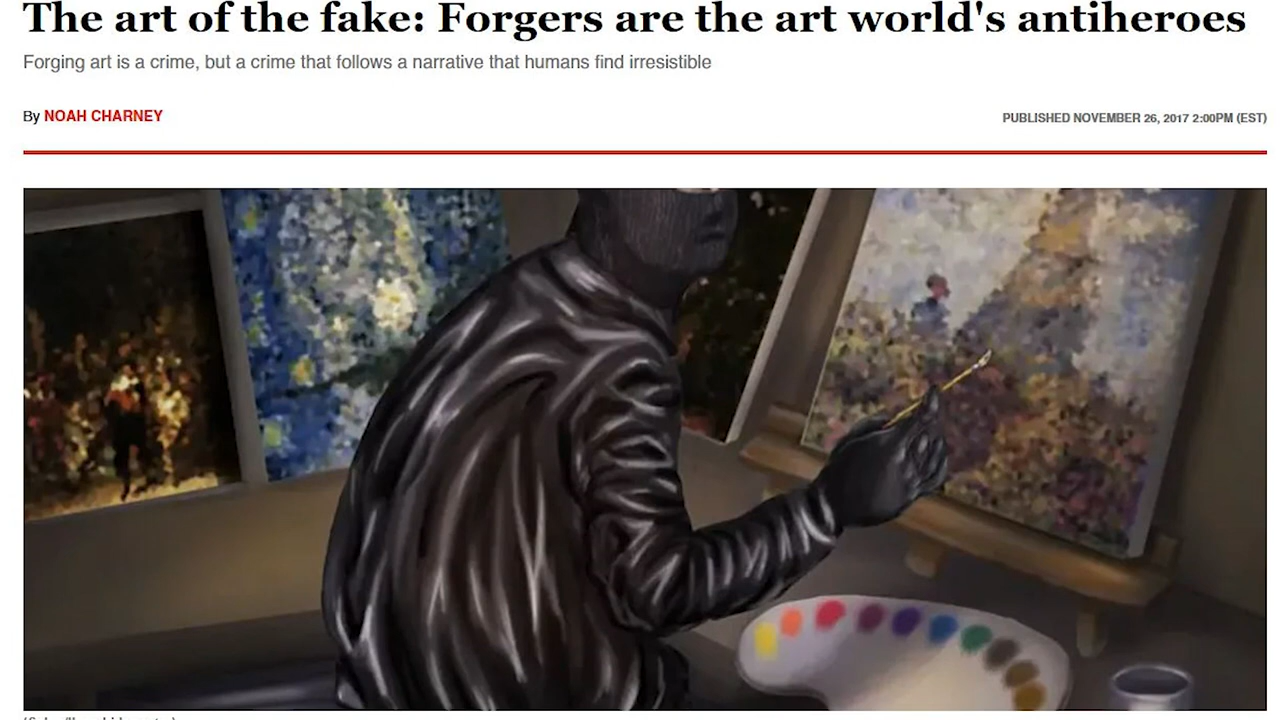 The art of the fake: Forgers are the art world's antiheroes
Forging art is a crime, but a crime that follows a narrative that humans find irresistible
By NOAH CHARNEY
PUBLISHED NOVEMBER 26, 2017 2:00PM (EST)